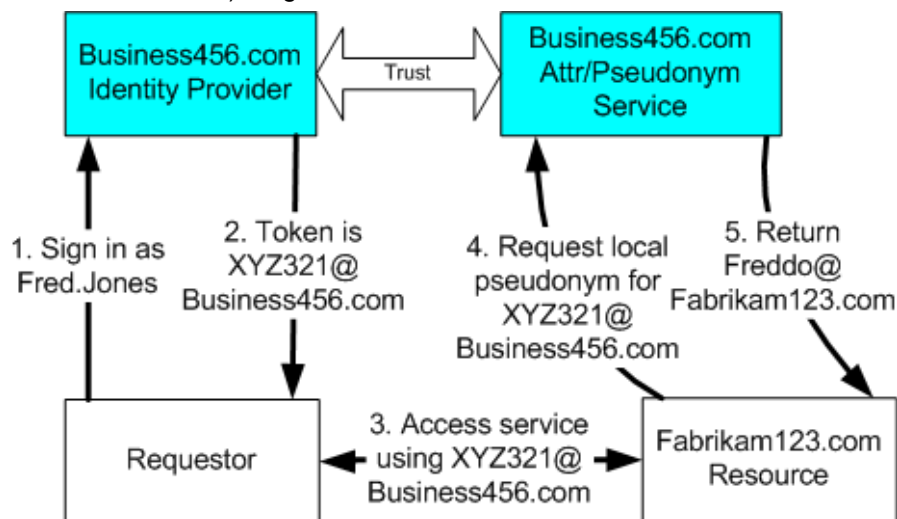 Business456.com
Identity Provider
Trust
Business456.com
Attr/Pseudonym
Service
1. Sign in as
Fred.Jones
2. Token is
XYZ321@
Business456.com
4. Request local
pseudonym for
XYZ321@
Business456.com
5. Return
Freddo@
Fabrikam123.com
Requestor
3. Access service
using XYZ321@
Business456.com
Fabrikam123.com
Resource